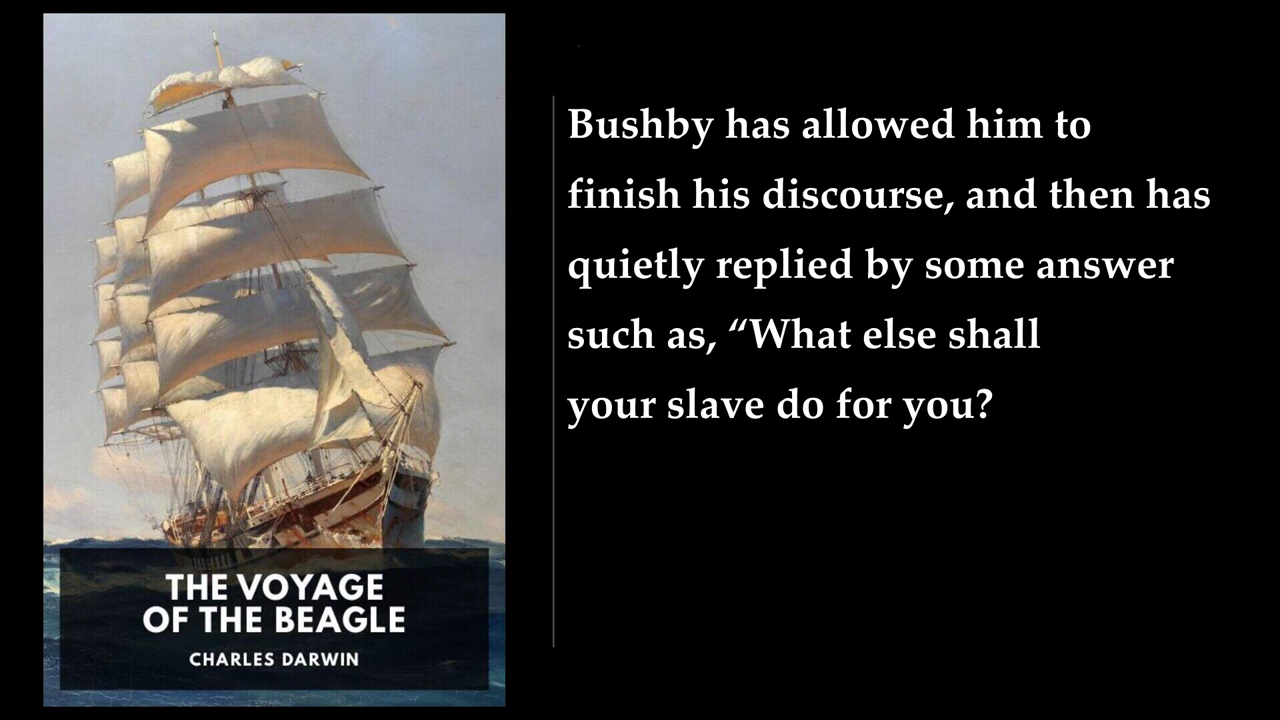 THE VOYAGE
OF THE BEAGLE
CHARLES DARWIN
Bushby has allowed him to
finish his discourse, and then has
quietly replied by some answer
such as, “What else shall
your slave do for you?